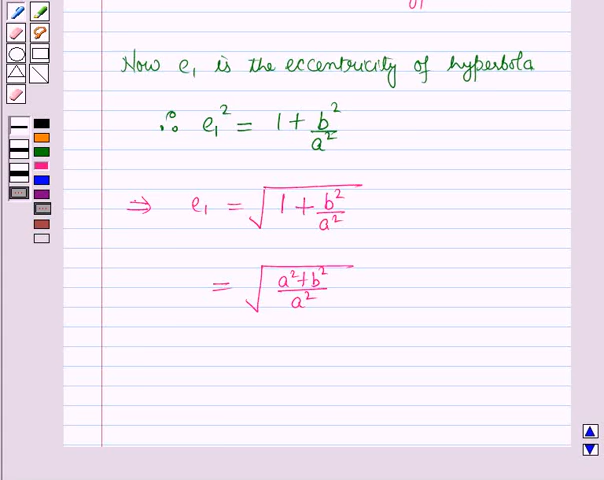 Now e₁ is the eccentricity of hyperbola
∴ e₁² = 1 + b²/a²
⇒ e₁ = √(1 + b²/a²)
= √((a²+b²)/a²)